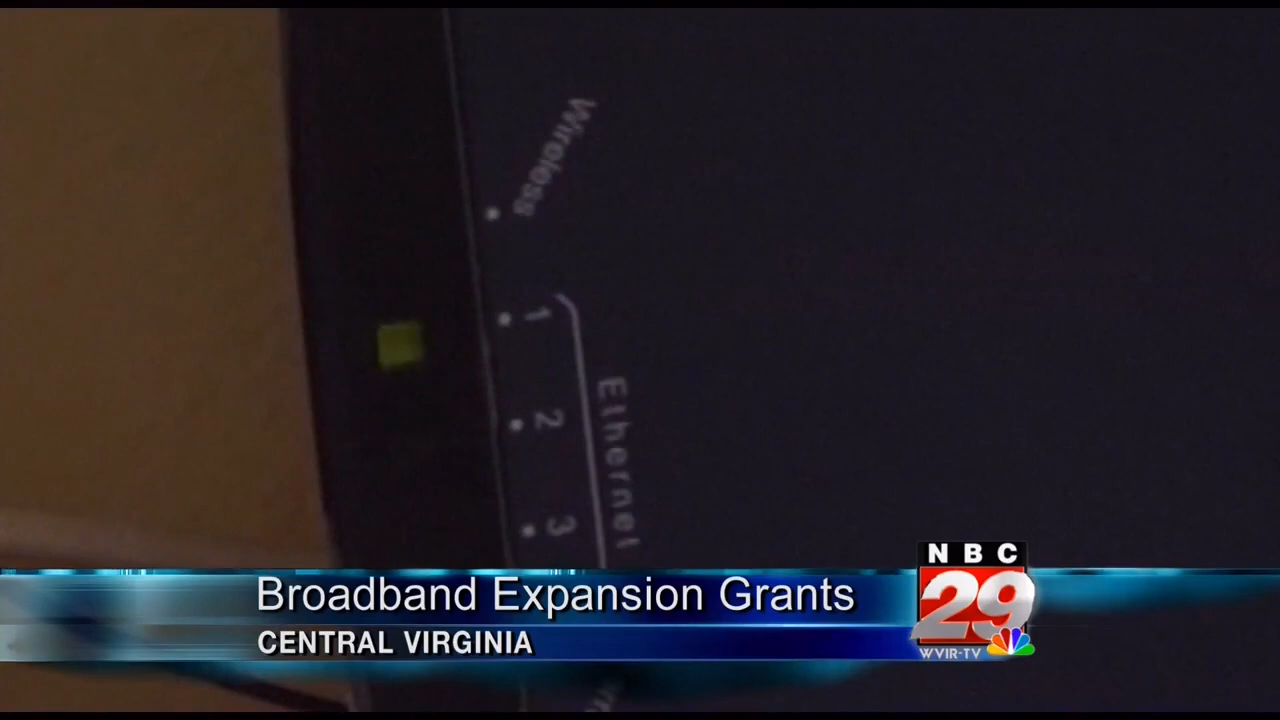 Wireless
1
2
3
Ethernet
Broadband Expansion Grants
CENTRAL VIRGINIA
NBC
29
WVIR-TV